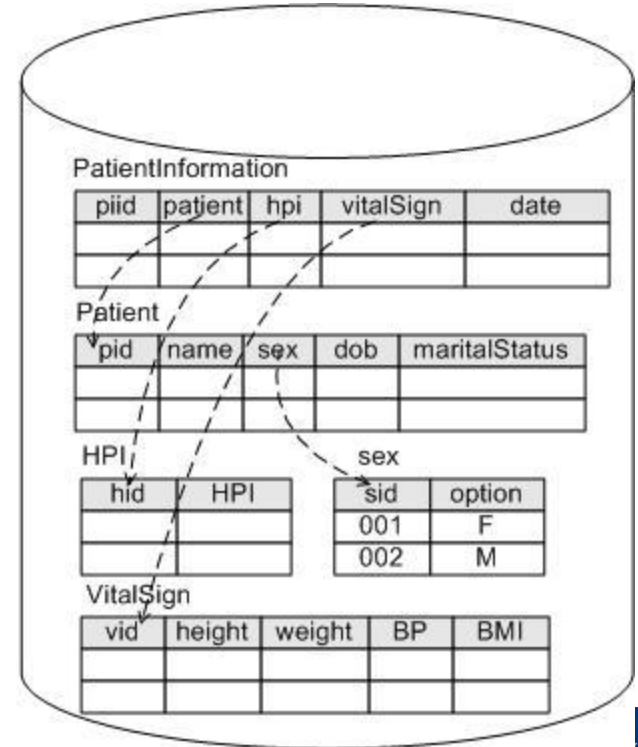 PatientInformation
piid patient hpi vitalSign date
Patient
pid name sex dob maritalStatus
HPI sex
hid HPI sid option
001 F
002 M
VitalSign
vid height weight BP BMI